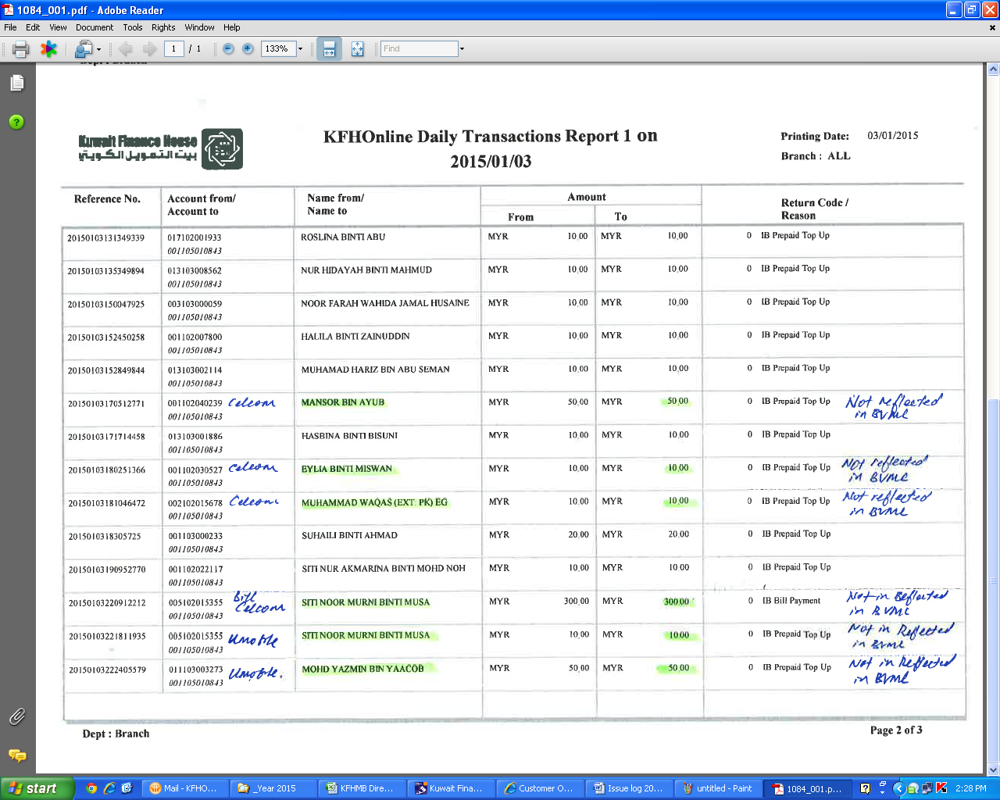 1084_001.pdf - Adobe Reader
File Edit View Document Tools Rights Window Help
1 / 1 133% Find
Kuwait Finance House
بيت التمويل الكويتي
KFHOnline Daily Transactions Report 1 on
2015/01/03
Printing Date: 03/01/2015
Branch : ALL
Reference No. Account from/ Account to Name from/ Name to Amount From To Return Code / Reason
20150103131349339 017102001933 ROSLINA BINTI ABU MYR 10.00 MYR 10.00 0 IB Prepaid Top Up
001105010843
20150103135349894 013103008562 NUR HIDAYAH BINTI MAHMUD MYR 10.00 MYR 10.00 0 IB Prepaid Top Up
001105010843
20150103150047925 003103000059 NOOR FARAH WAHIDA JAMAL HUSAINE MYR 10.00 MYR 10.00 0 IB Prepaid Top Up
001105010843
20150103152450258 001102007800 HALILA BINTI ZAINUDDIN MYR 10.00 MYR 10.00 0 IB Prepaid Top Up
001105010843
20150103152849844 013103002114 MUHAMAD HARIZ BIN ABU SEMAN MYR 10.00 MYR 10.00 0 IB Prepaid Top Up
001105010843
20150103170512771 001102040239 Celcom MANSOR BIN AYUB MYR 50.00 MYR 50.00 0 IB Prepaid Top Up Not reflected
001105010843 in BVML
20150103171714458 013103001886 HASBINA BINTI BISUNI MYR 10.00 MYR 10.00 0 IB Prepaid Top Up
001105010843
20150103180251366 001102030527 Celcom EYLIA BINTI MISWAN MYR 10.00 MYR 10.00 0 IB Prepaid Top Up Not reflected
001105010843 in BVML
20150103181046472 002102015678 Celcom MUHAMMAD WAQAS (EXT. PK) EG MYR 10.00 MYR 10.00 0 IB Prepaid Top Up Not reflected
001105010843 in BVML
2015010318305725 001103000233 SUHAILI BINTI AHMAD MYR 20.00 MYR 20.00 0 IB Prepaid Top Up
001105010843
20150103190952770 001102022117 SITI NUR AKMARINA BINTI MOHD NOH MYR 10.00 MYR 10.00 0 IB Prepaid Top Up
001105010843
20150103220912212 005102015355 Bill Celcom SITI NOOR MURNI BINTI MUSA MYR 300.00 MYR 300.00 0 IB Bill Payment Not in Reflected
001105010843 in BVML
20150103221811935 005102015355 Umobile SITI NOOR MURNI BINTI MUSA MYR 10.00 MYR 10.00 0 IB Prepaid Top Up Not in Reflected
001105010843 in BVML
20150103222405579 011103003273 Umobile. MOHD YAZMIN BIN YAACOB MYR 50.00 MYR 50.00 0 IB Prepaid Top Up Not in Reflected
001105010843 in BVML
Dept : Branch Page 2 of 3
start Mail - KFHO... _Year 2015 KFHMB Dire... Kuwait Fina... Customer O... Issue log 20... untitled - Paint 1084_001.p... 2:28 PM